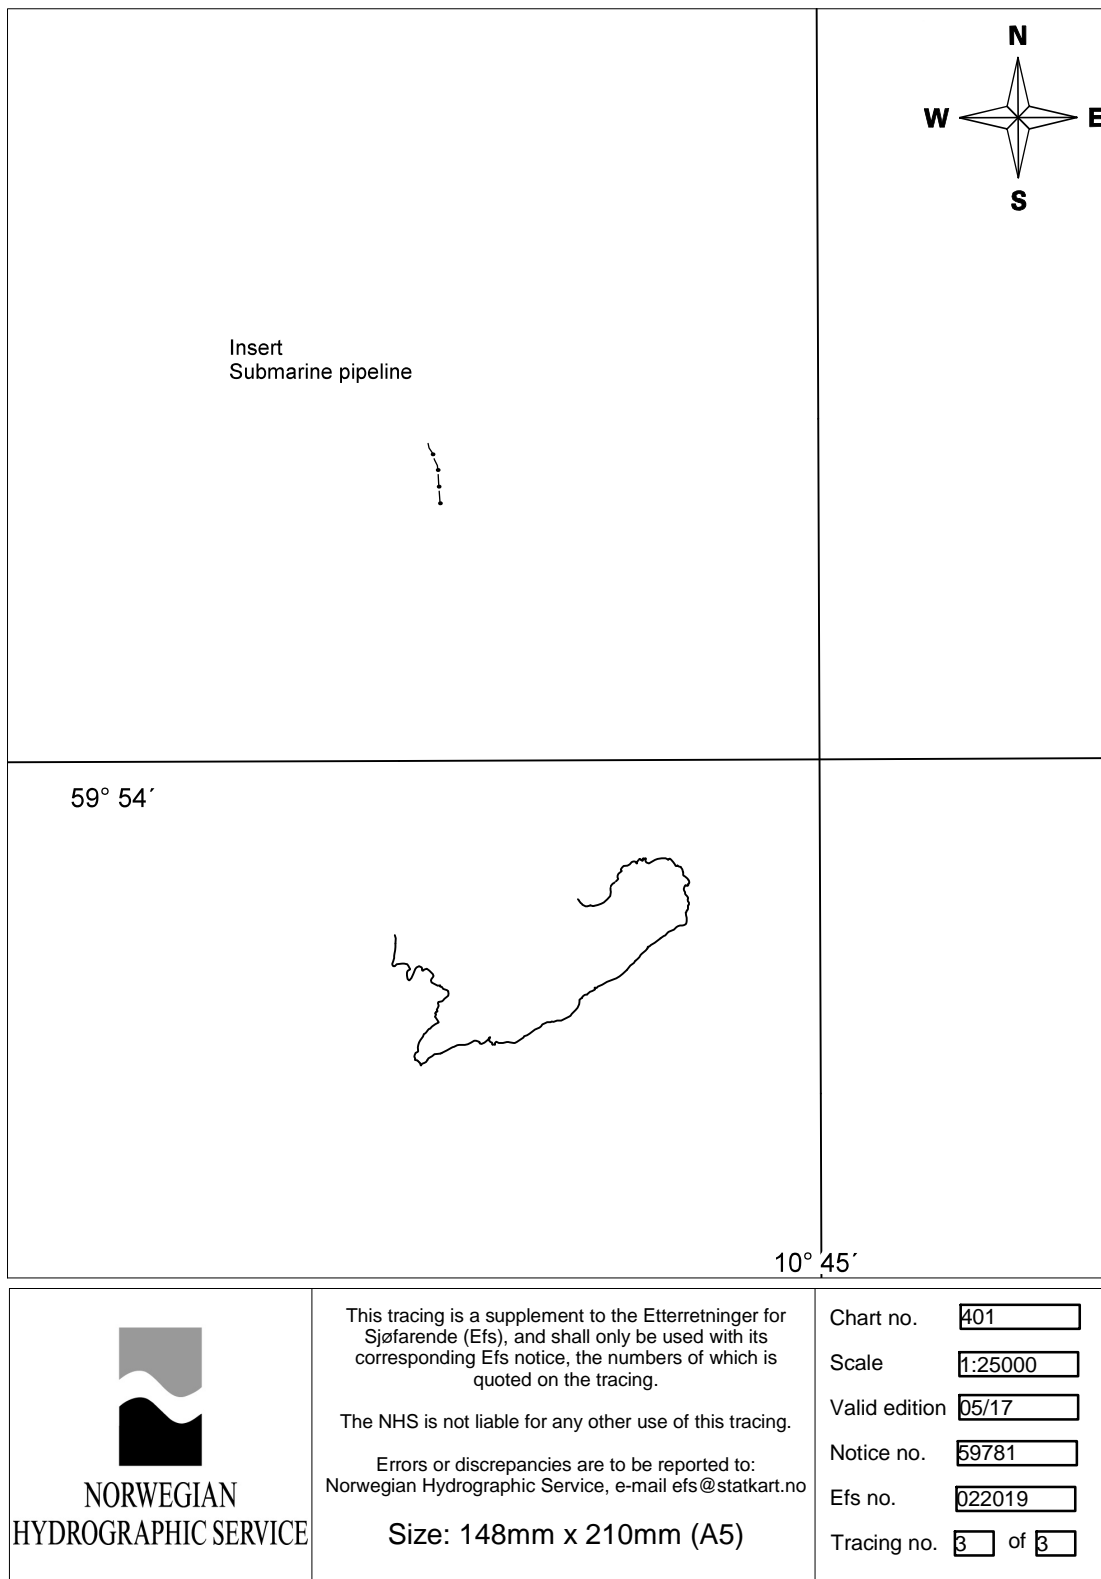 N
W E
S
Insert
Submarine pipeline
59° 54´
10° 45´
NORWEGIAN
HYDROGRAPHIC SERVICE
This tracing is a supplement to the Etterretninger for
Sjøfarende (Efs), and shall only be used with its
corresponding Efs notice, the numbers of which is
quoted on the tracing.
The NHS is not liable for any other use of this tracing.
Errors or discrepancies are to be reported to:
Norwegian Hydrographic Service, e-mail efs@statkart.no
Size: 148mm x 210mm (A5)
Chart no. 401
Scale 1:25000
Valid edition 05/17
Notice no. 59781
Efs no. 022019
Tracing no. 3 of 3